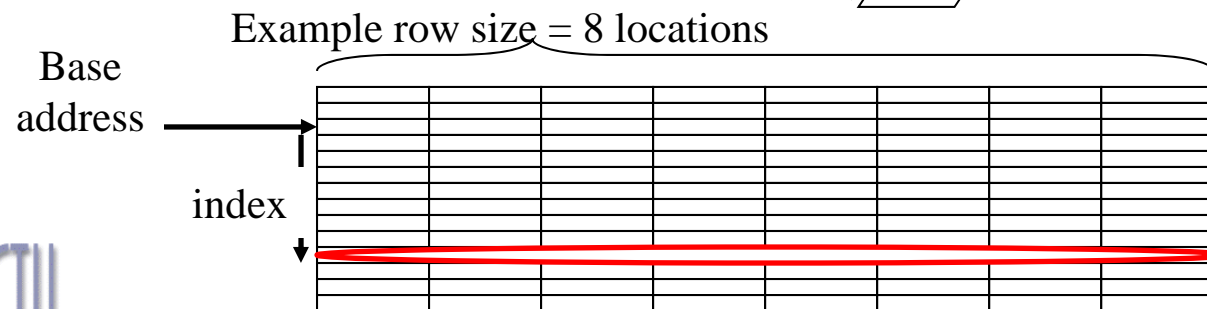 Example row size = 8 locations
Base
address
index